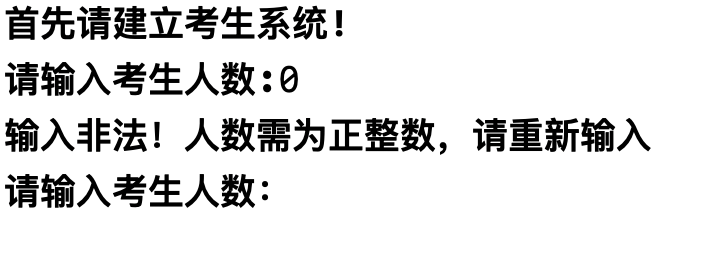 首先请建立考生系统!
请输入考生人数:0
输入非法！人数需为正整数，请重新输入
请输入考生人数: